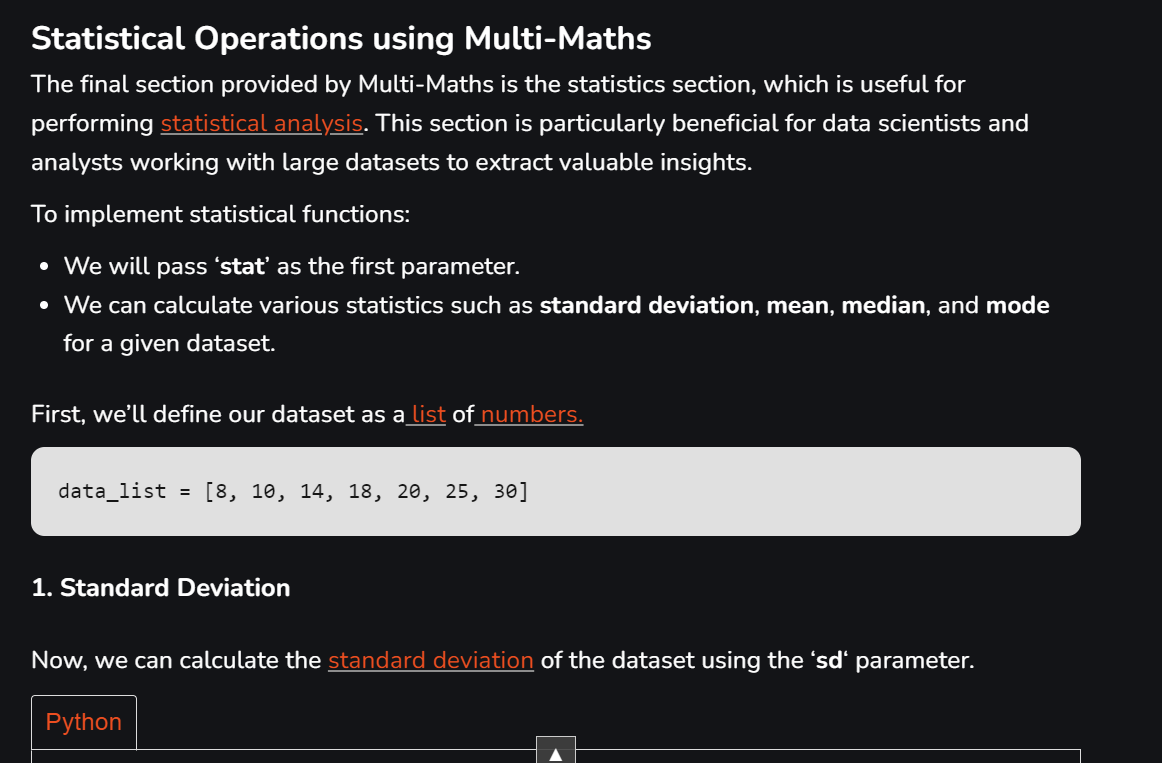 Statistical Operations using Multi-Maths
The final section provided by Multi-Maths is the statistics section, which is useful for
performing statistical analysis. This section is particularly beneficial for data scientists and
analysts working with large datasets to extract valuable insights.
To implement statistical functions:
• We will pass ‘stat’ as the first parameter.
• We can calculate various statistics such as standard deviation, mean, median, and mode
for a given dataset.
First, we’ll define our dataset as a list of numbers.
data_list = [8, 10, 14, 18, 20, 25, 30]
1. Standard Deviation
Now, we can calculate the standard deviation of the dataset using the ‘sd‘ parameter.
Python